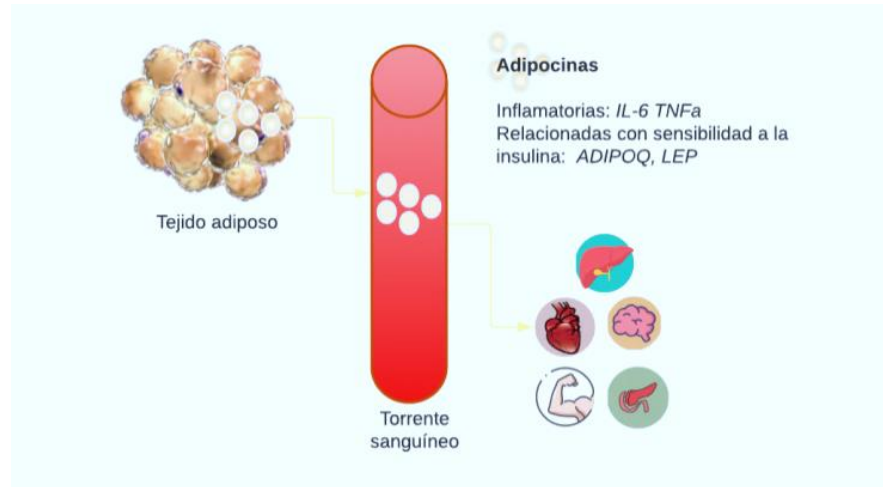 Adipocinas
Inflamatorias: IL-6 TNFa
Relacionadas con sensibilidad a la
insulina: ADIPOQ, LEP
Tejido adiposo
Torrente
sanguíneo